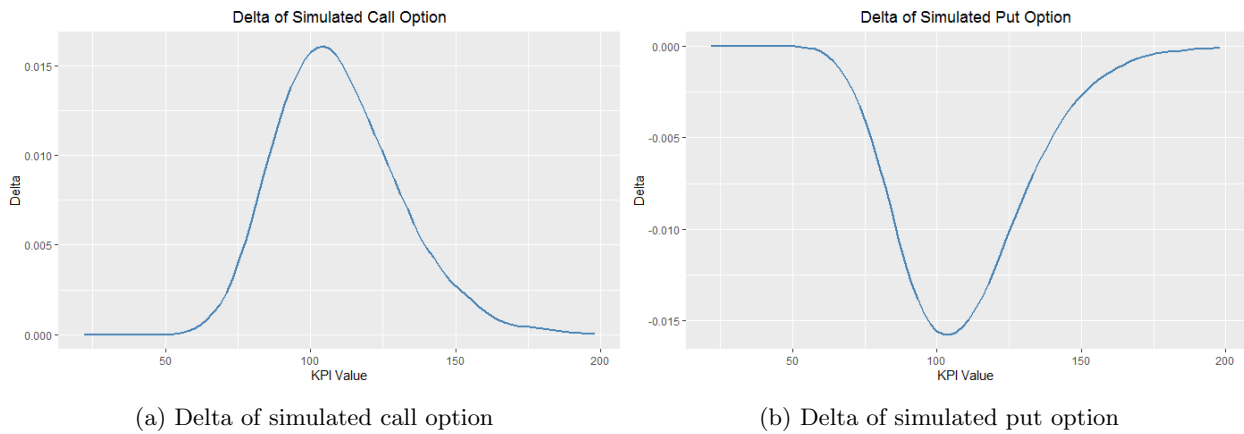 Delta of Simulated Call Option
0.015
0.010
0.005
0.000
Delta
50
100
150
200
KPI Value
(a) Delta of simulated call option
Delta of Simulated Put Option
0.000
-0.005
-0.010
-0.015
Delta
50
100
150
200
KPI Value
(b) Delta of simulated put option